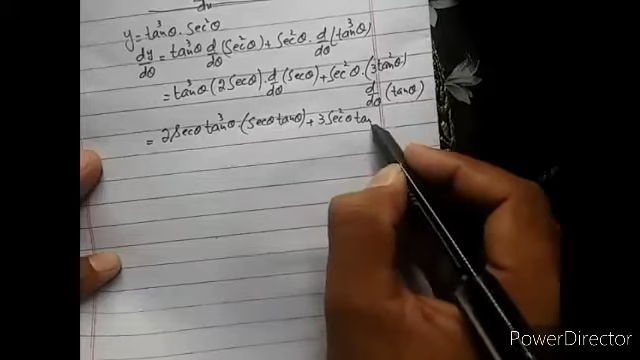 du
y = tan³θ · Sec²θ
dy/dθ = tan³θ d/dθ (Sec²θ) + Sec²θ · d/dθ (tan³θ)
= tan³θ (2Secθ) · d/dθ (Secθ) + Sec²θ · (3tan²θ)
d/dθ (tanθ)
= 2Secθ tan³θ · (Secθ tanθ) + 3Sec²θ tan
PowerDirector